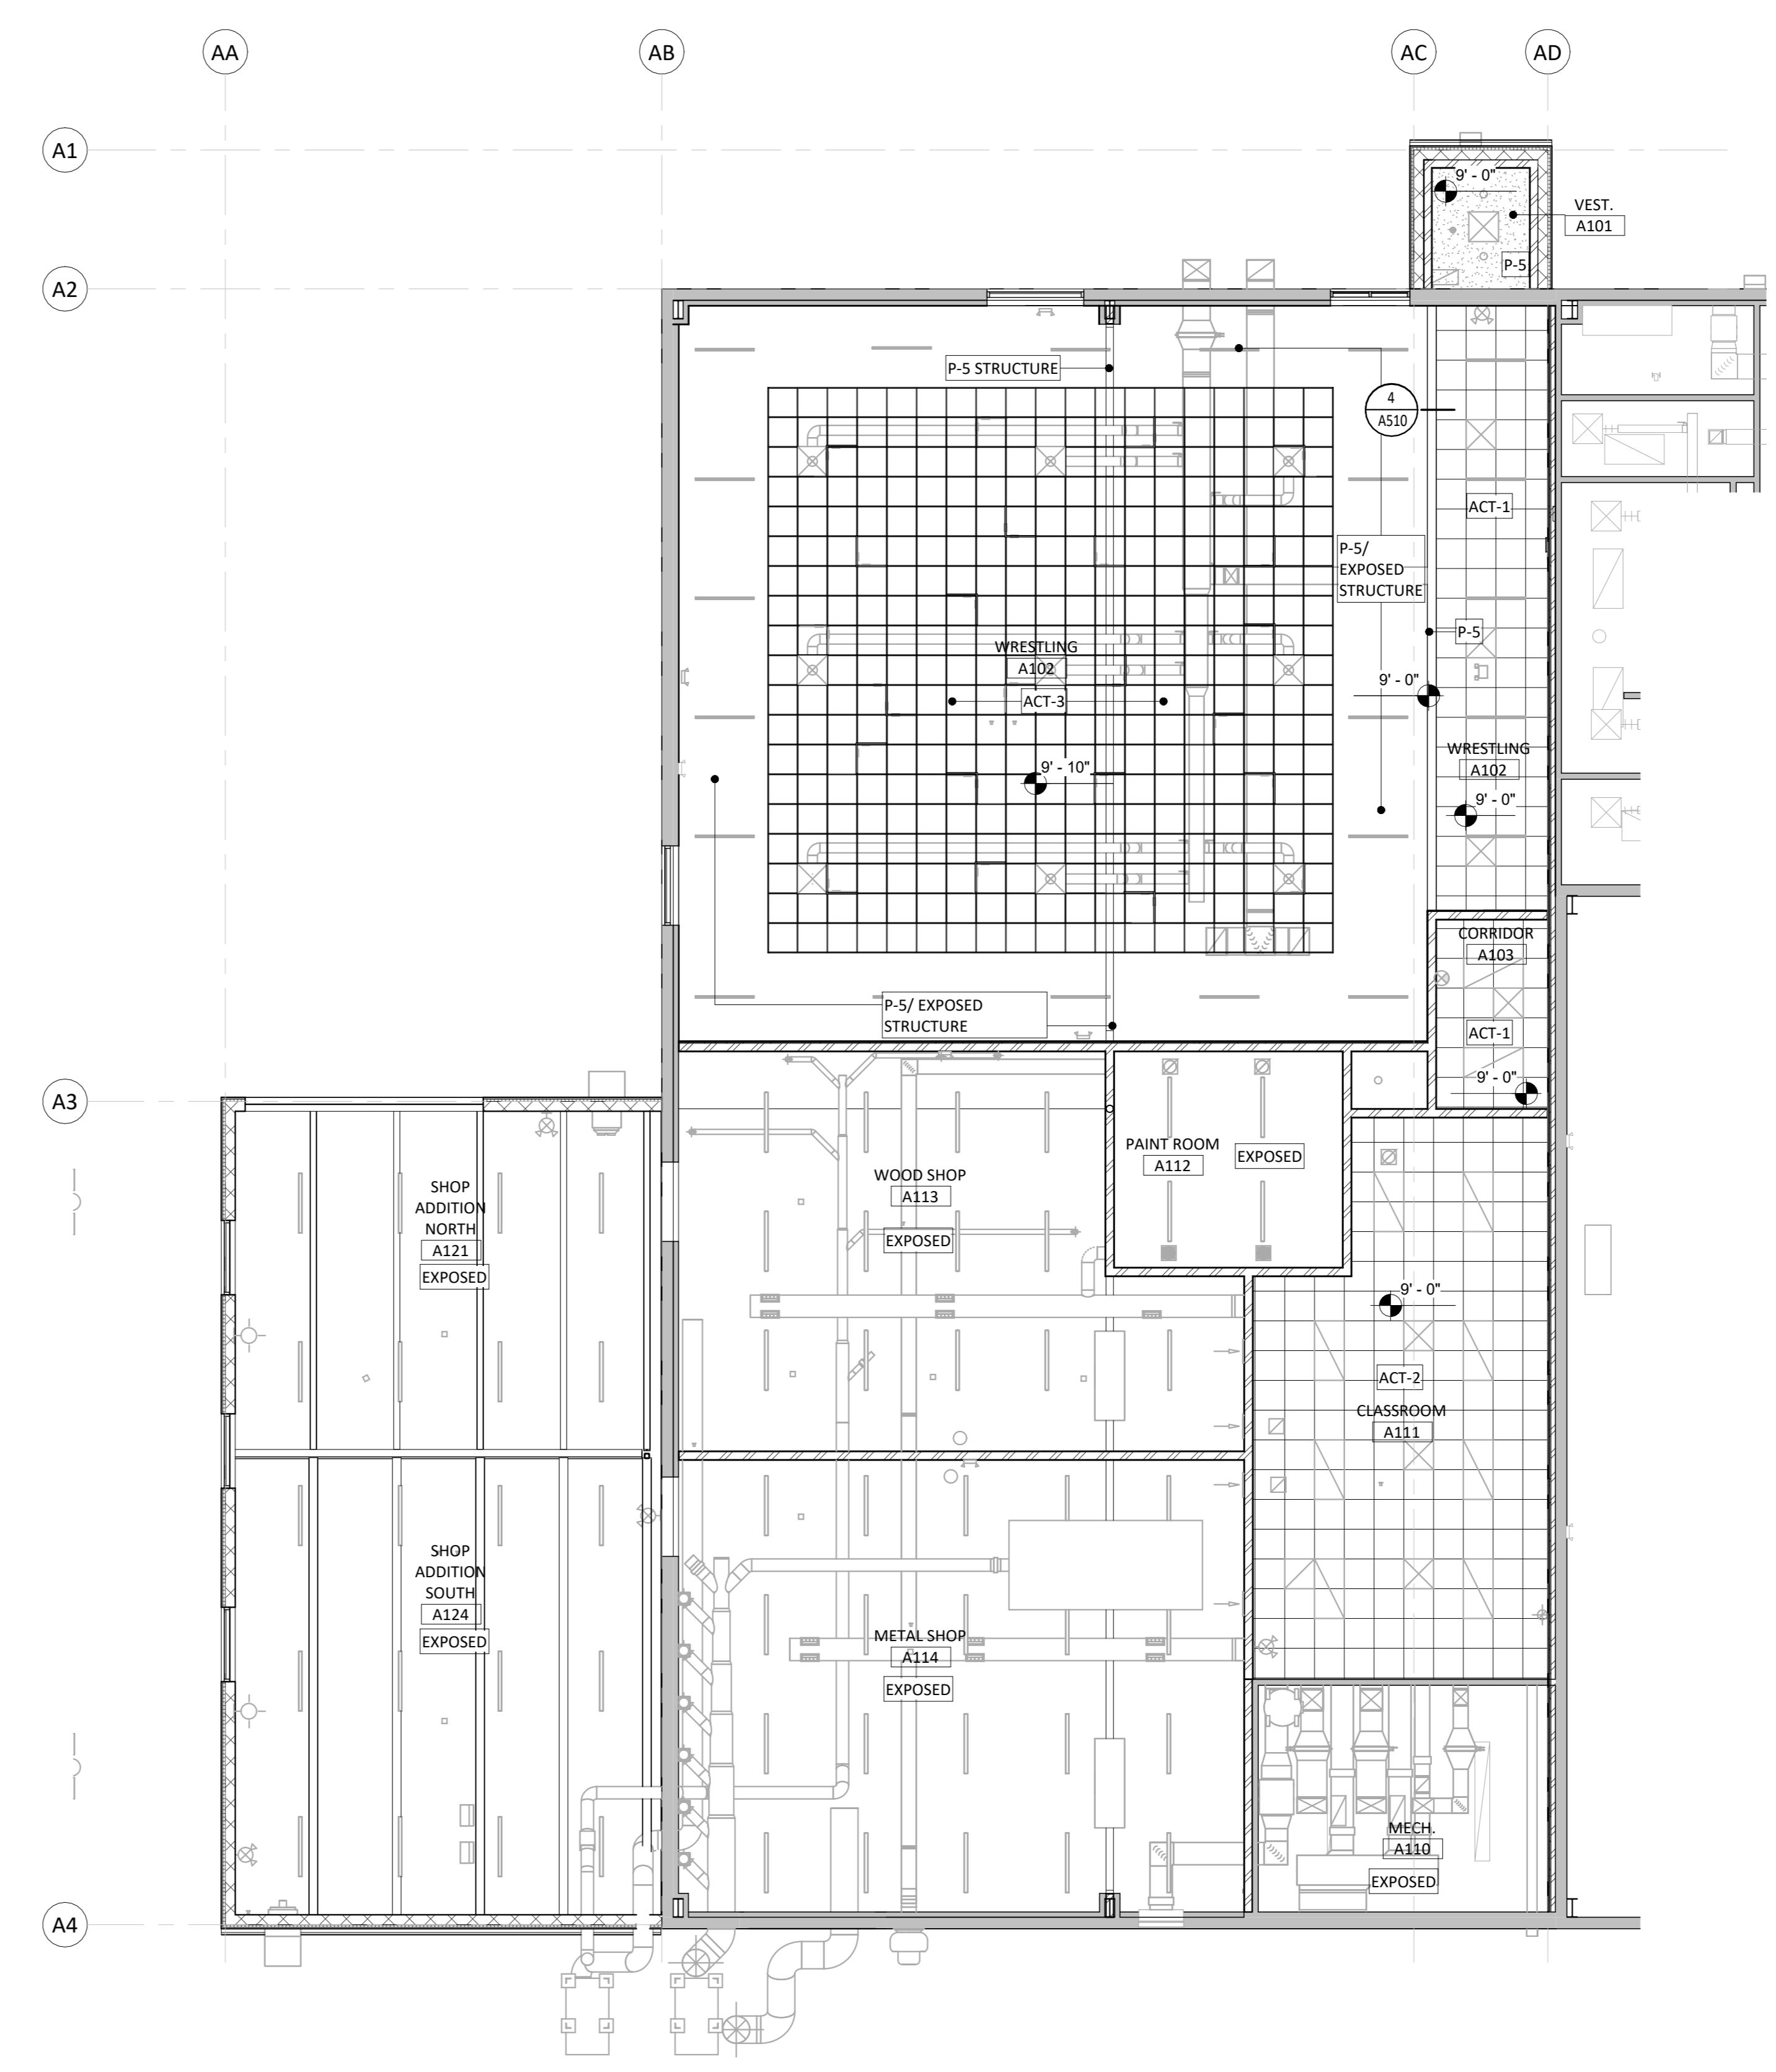 AA
AB
AC
AD
A1
9' - 0"
VEST.
A101
P-5
A2
P-5 STRUCTURE
4
A510
ACT-1
P-5/
EXPOSED
STRUCTURE
P-5
WRESTLING
A102
ACT-3
9' - 0"
9' - 10"
WRESTLING
A102
9' - 0"
CORRIDOR
A103
P-5/ EXPOSED
STRUCTURE
ACT-1
9' - 0"
A3
PAINT ROOM
A112
EXPOSED
WOOD SHOP
A113
EXPOSED
SHOP
ADDITION
NORTH
A121
EXPOSED
9' - 0"
ACT-2
CLASSROOM
A111
SHOP
ADDITION
SOUTH
A124
EXPOSED
METAL SHOP
A114
EXPOSED
MECH.
A110
EXPOSED
A4